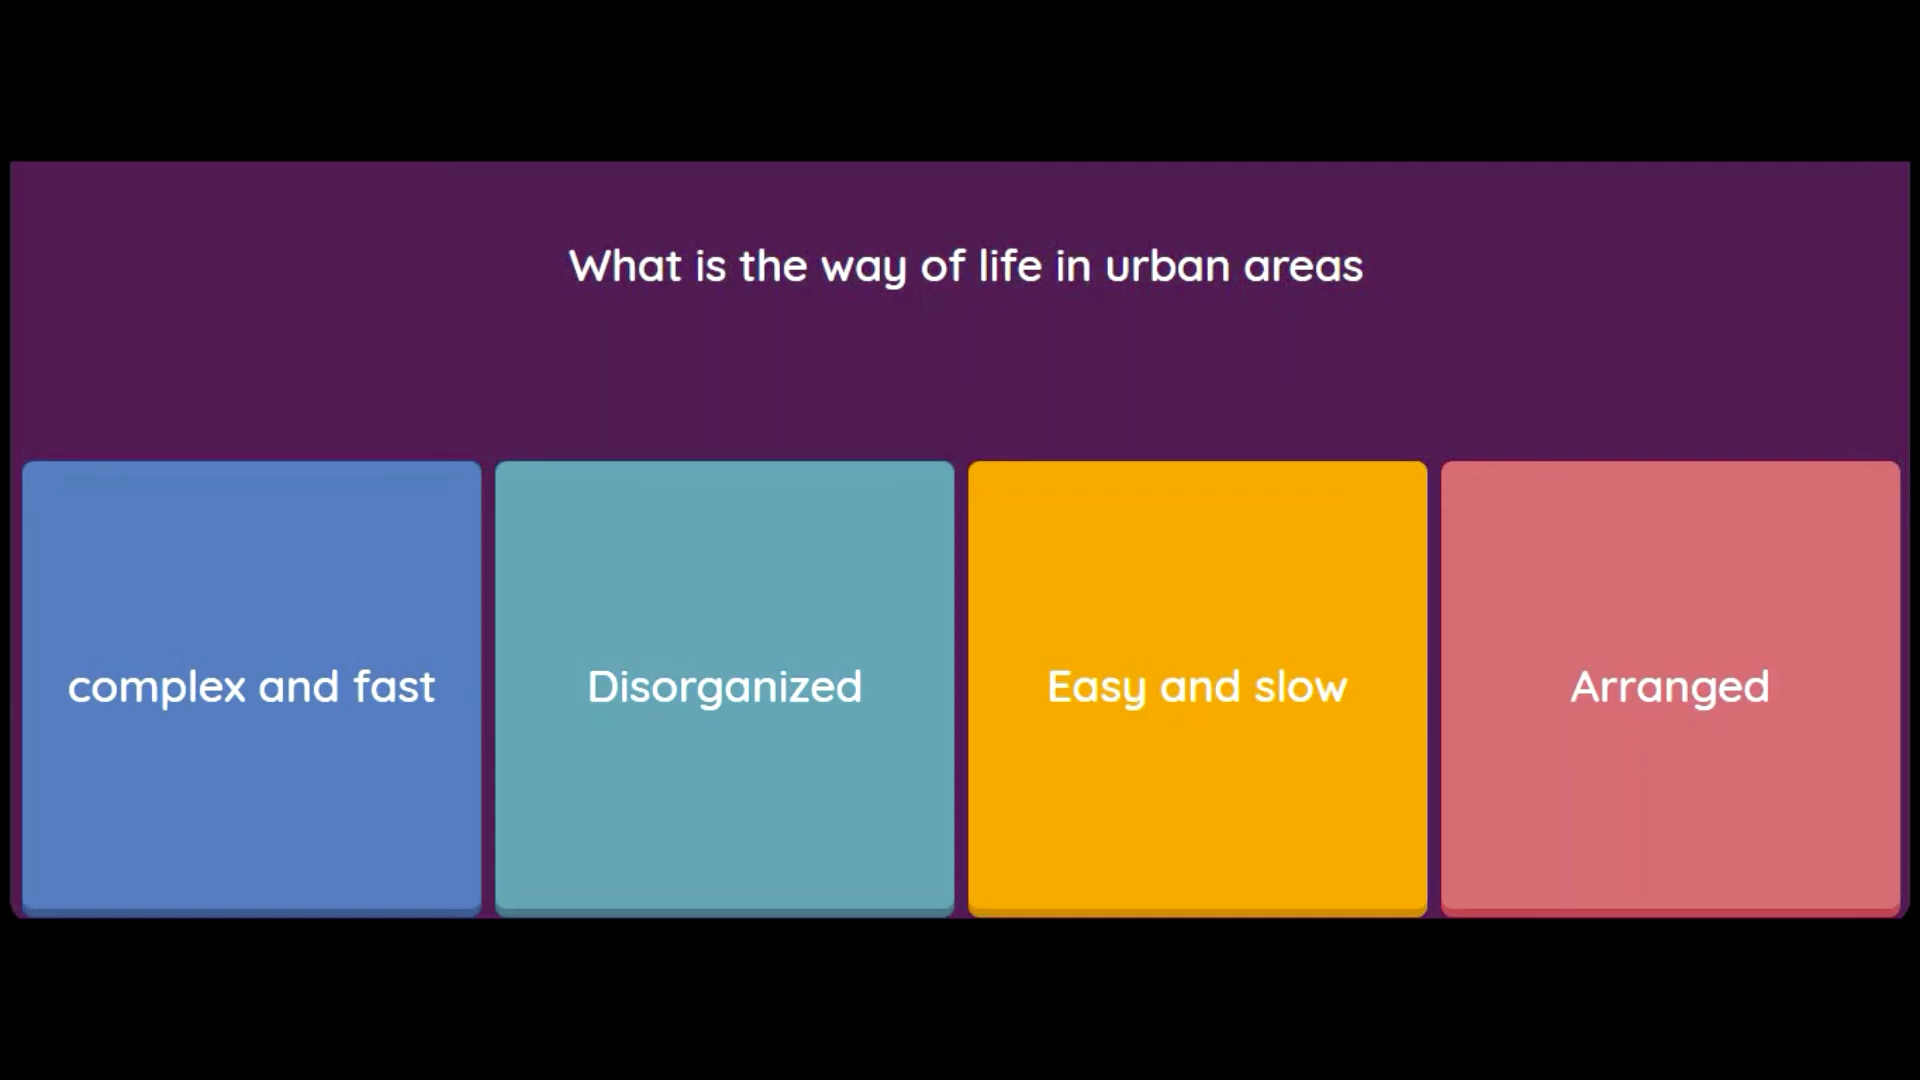 What is the way of life in urban areas
complex and fast
Disorganized
Easy and slow
Arranged